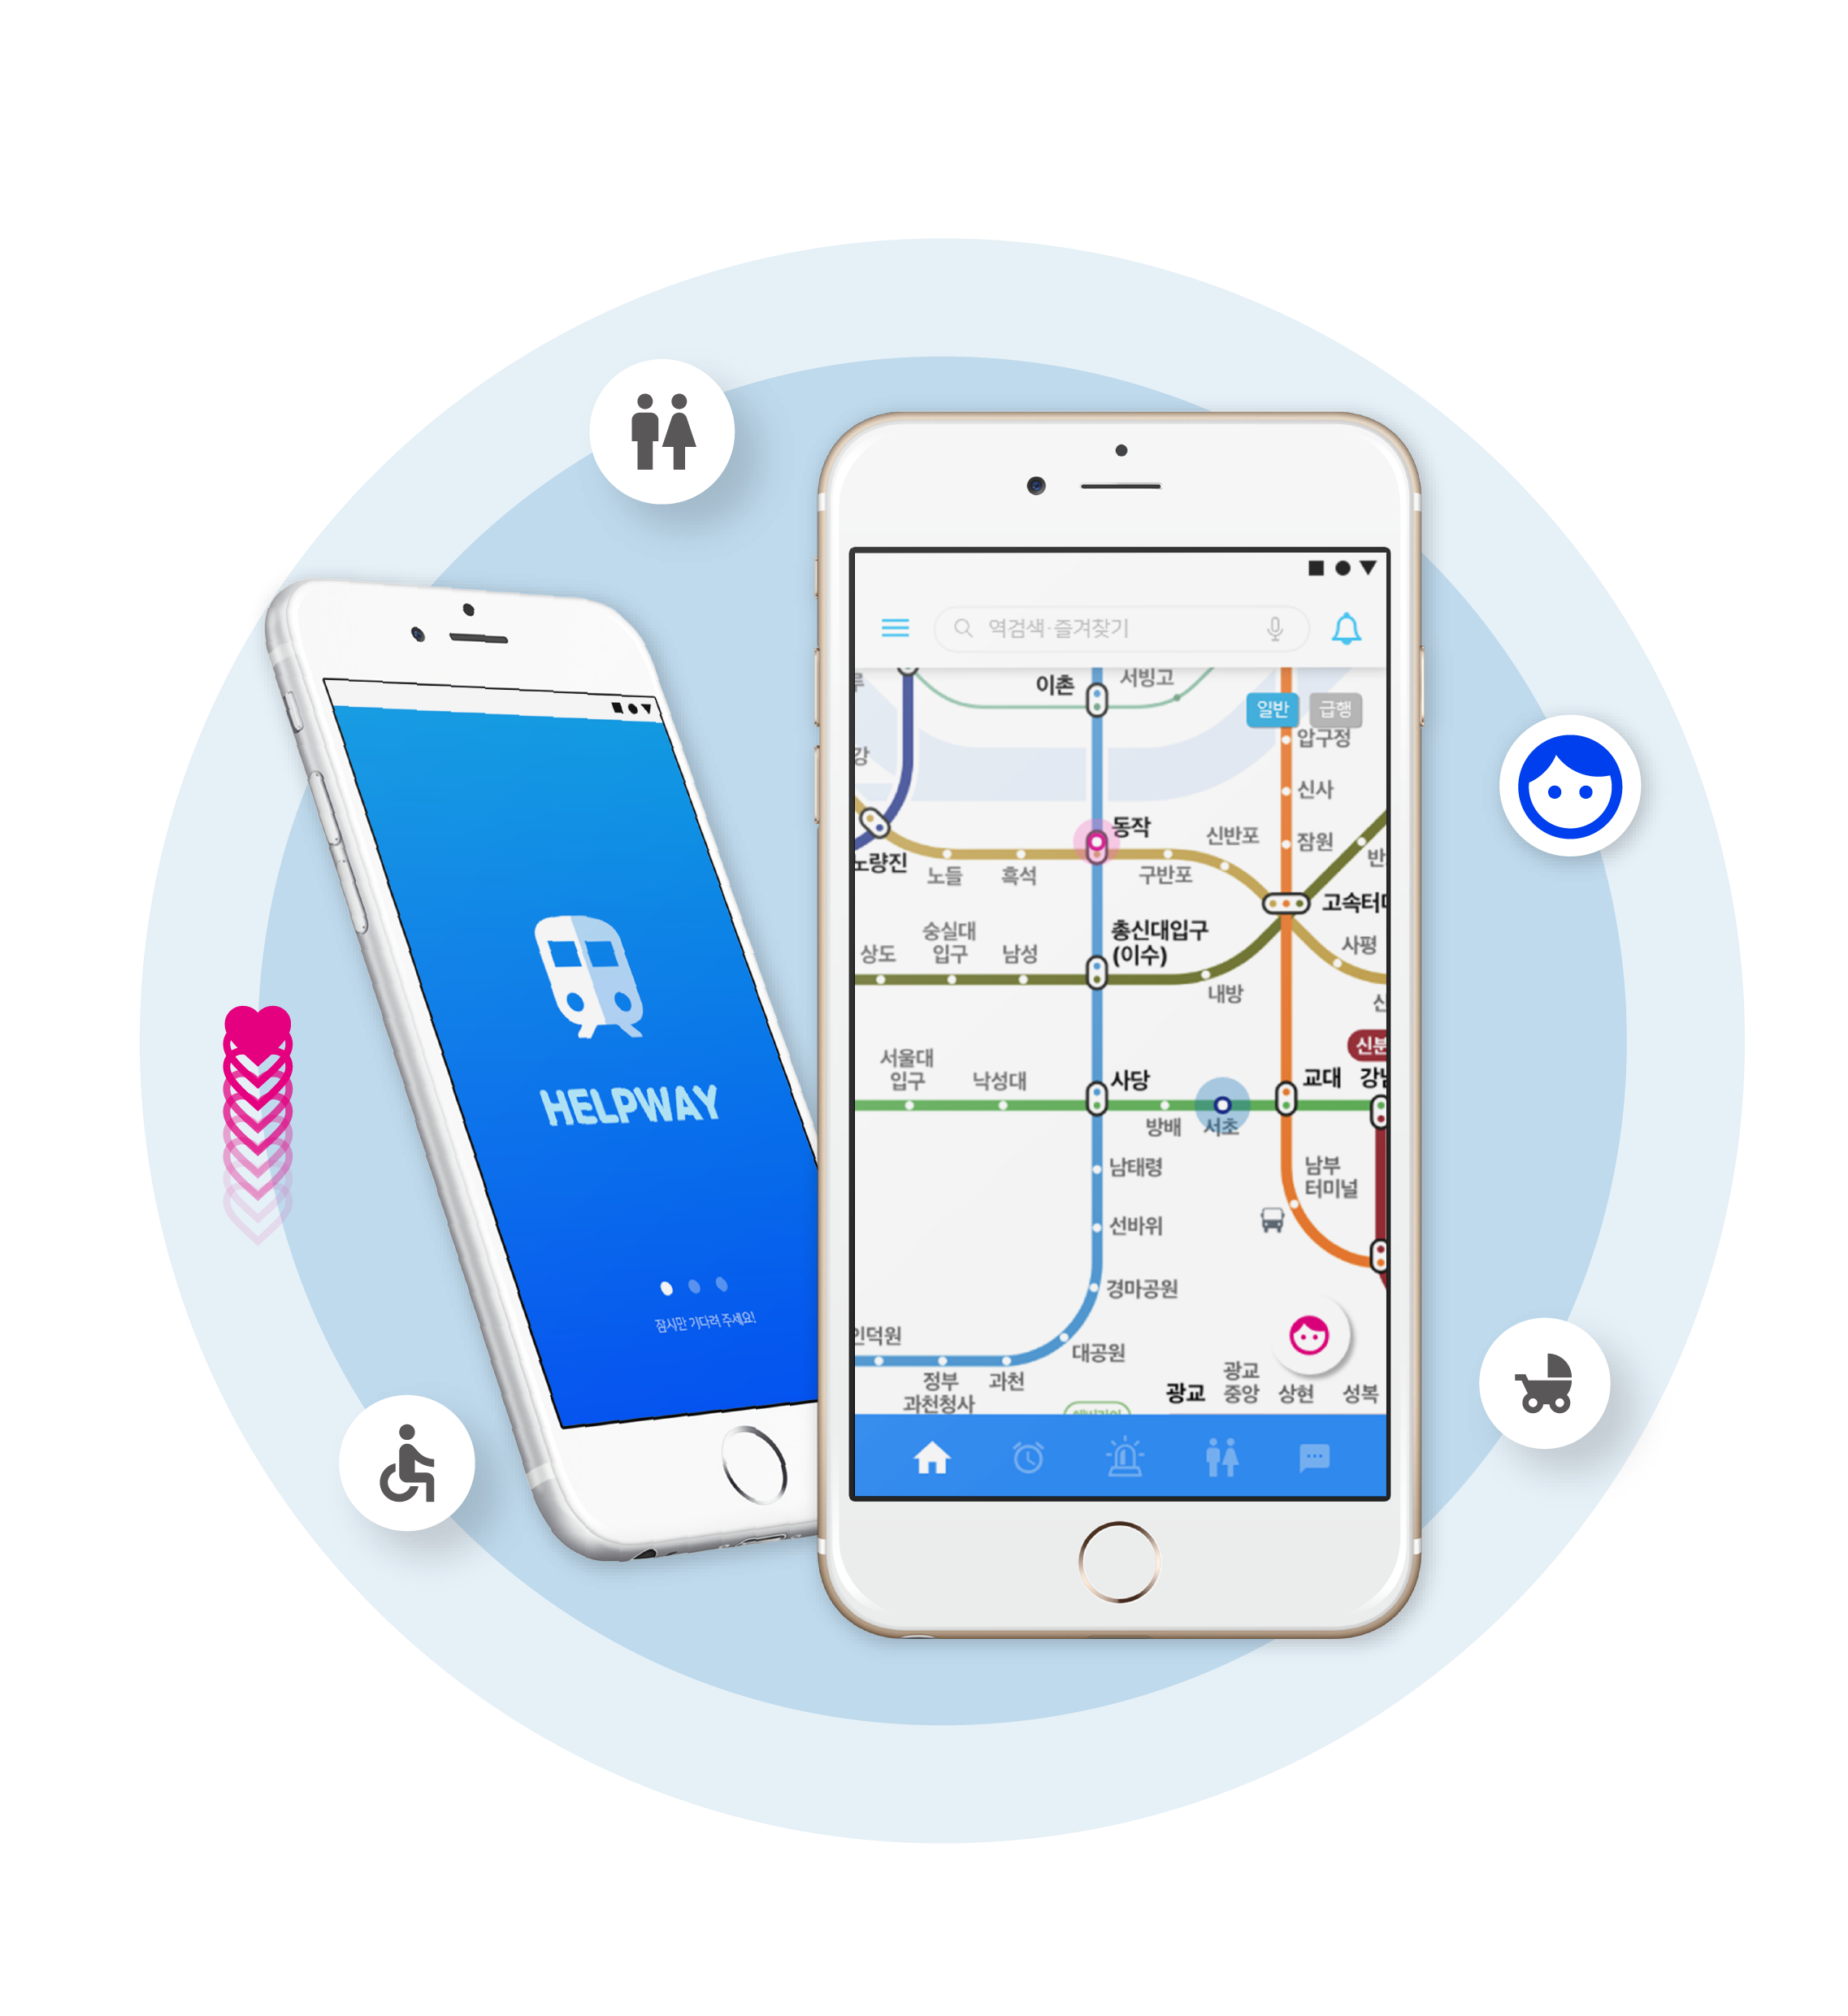 HELPWAY
잠시만 기다려 주세요!
역검색·즐겨찾기
이촌
서빙고
일반
급행
압구정
강
신사
동작
신반포
잠원
반
노량진
노들
흑석
구반포
고속터미
숭실대
입구
상도
남성
총신대입구
(이수)
사평
내방
신
신분
서울대
입구
낙성대
사당
교대
강남
방배
서초
남태령
남부
터미널
선바위
경마공원
인덕원
대공원
정부
과천청사
과천
광교
광교
중앙
상현
성복